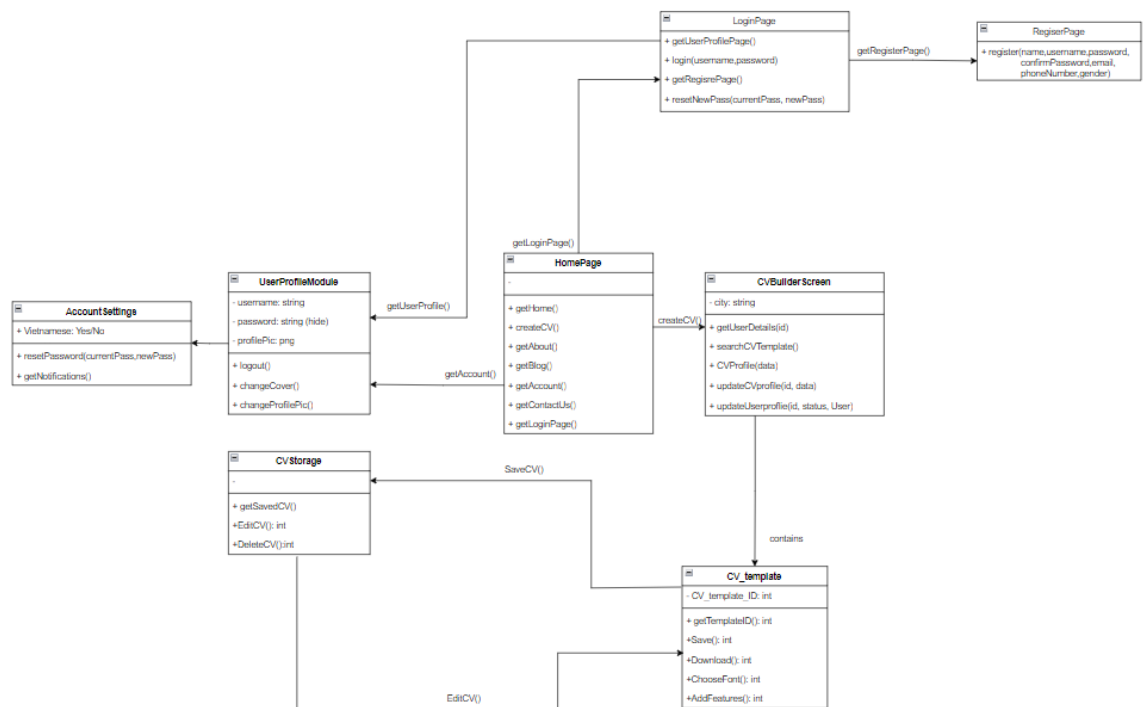 LoginPage
+ getUserProfilePage()
+ login(username,password)
+ getRegisrePage()
+ resetNewPass(currentPass, newPass)
getRegisterPage()
RegiserPage
+ register(name,username,password,
confirmPassword,email,
phoneNumber,gender)
getLoginPage()
HomePage
-
+ getHome()
+ createCV()
+ getAbout()
+ getBlog()
+ getAccount()
+ getContactUs()
+ getLoginPage()
getUserProfile()
getAccount()
createCV()
UserProfileModule
- username: string
- password: string (hide)
- profilePic: png
+ logout()
+ changeCover()
+ changeProfilePic()
AccountSettings
+ Vietnamese: Yes/No
+ resetPassword(currentPass,newPass)
+ getNotifications()
CVBuilderScreen
- city: string
+ getUserDetails(id)
+ searchCVTemplate()
+ CVProfile(data)
+ updateCVprofile(id, data)
+ updateUserprofile(id, status, User)
CVStorage
-
+ getSavedCV()
+EditCV(): int
+DeleteCV():int
SaveCV()
contains
CV_template
- CV_template_ID: int
+ getTemplateID(): int
+Save(): int
+Download(): int
+ChooseFont(): int
+AddFeatures(): int
EditCV()